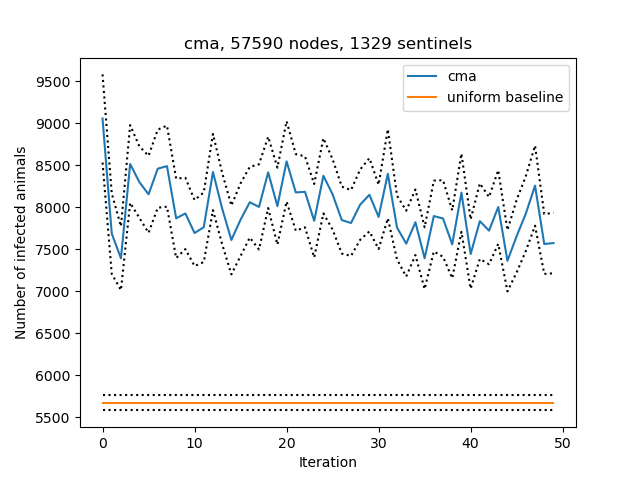 cma, 57590 nodes, 1329 sentinels
cma
uniform baseline
Number of infected animals
9500
9000
8500
8000
7500
7000
6500
6000
5500
0 10 20 30 40 50
Iteration